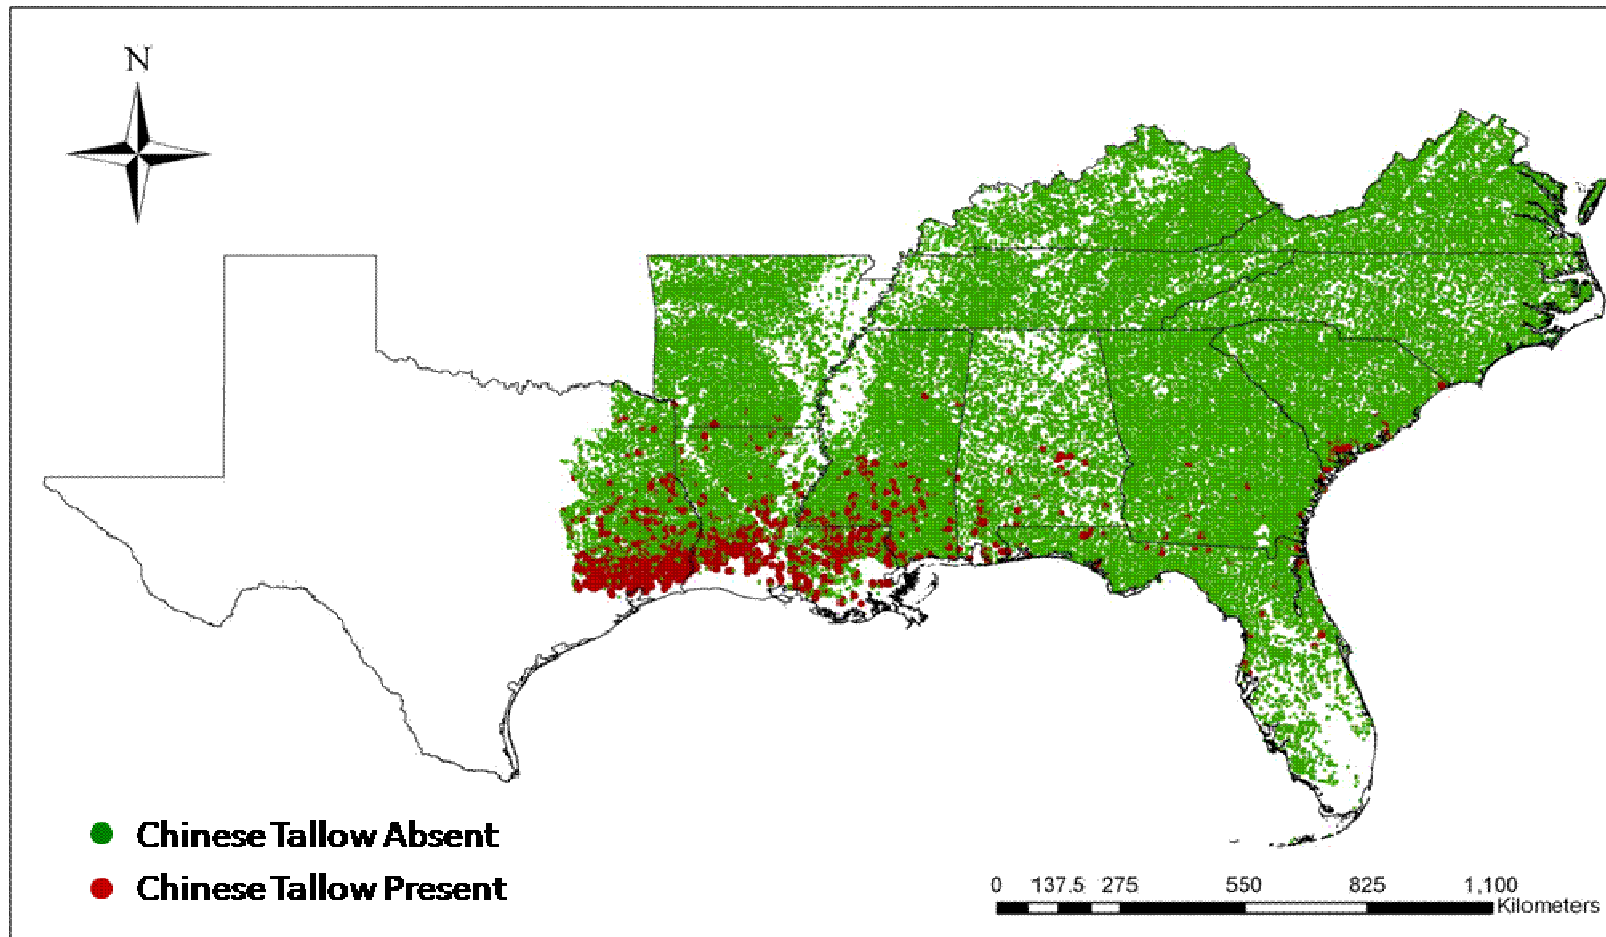 N
Chinese Tallow Absent
Chinese Tallow Present
0 137.5 275 550 825 1,100
Kilometers